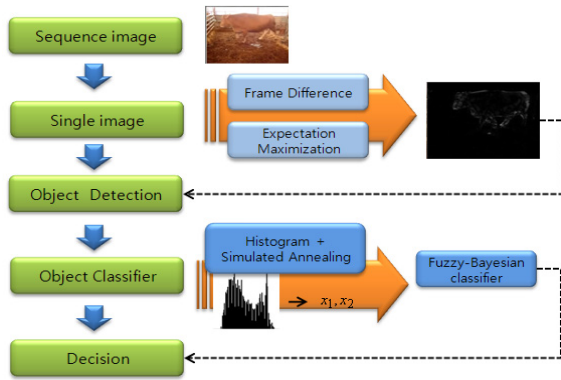 Sequence image
Single image
Frame Difference
Expectation
Maximization
Object Detection
Object Classifier
Histogram +
Simulated Annealing
x₁, x₂
Fuzzy-Bayesian
classifier
Decision